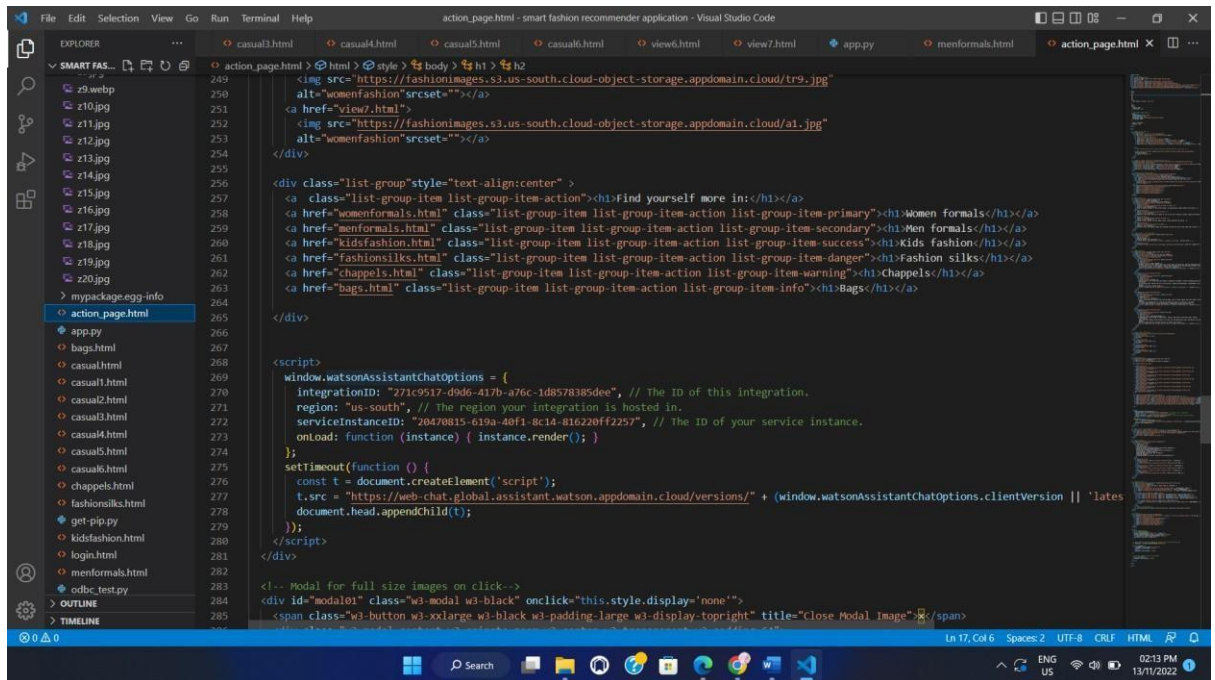 File Edit Selection View Go Run Terminal Help
action_page.html - smart fashion recommender application - Visual Studio Code
EXPLORER
casual3.html casual4.html casual5.html casual6.html view6.html view7.html app.py menformals.html action_page.html
SMART FAS...
action_page.html > html > style > body > h1 > h2
z9.webp
z10.jpg
z11.jpg
z12.jpg
z13.jpg
z14.jpg
z15.jpg
z16.jpg
z17.jpg
z18.jpg
z19.jpg
z20.jpg
mypackage.egg-info
action_page.html
app.py
bags.html
casual.html
casual1.html
casual2.html
casual3.html
casual4.html
casual5.html
casual6.html
chappels.html
fashionsilks.html
get-pip.py
kidsfashion.html
login.html
menformals.html
odbc_test.py
OUTLINE
TIMELINE
249 <img src="https://fashionimages.s3.us-south.cloud-object-storage.appdomain.cloud/tr9.jpg"
250 alt="womenfashion"srcset=""></a>
251 <a href="view7.html">
252 <img src="https://fashionimages.s3.us-south.cloud-object-storage.appdomain.cloud/a1.jpg"
253 alt="womenfashion"srcset=""></a>
254 </div>
255
256 <div class="list-group"style="text-align:center" >
257 <a  class="list-group-item list-group-item-action"><h1>Find yourself more in:</h1></a>
258 <a href="womenformals.html" class="list-group-item list-group-item-action list-group-item-primary"><h1>Women formals</h1></a>
259 <a href="menformals.html" class="list-group-item list-group-item-action list-group-item-secondary"><h1>Men formals</h1></a>
260 <a href="kidsfashion.html" class="list-group-item list-group-item-action list-group-item-success"><h1>Kids fashion</h1></a>
261 <a href="fashionsilks.html" class="list-group-item list-group-item-action list-group-item-danger"><h1>Fashion silks</h1></a>
262 <a href="chappels.html" class="list-group-item list-group-item-action list-group-item-warning"><h1>Chappels</h1></a>
263 <a href="bags.html" class="list-group-item list-group-item-action list-group-item-info"><h1>Bags</h1></a>
264
265 </div>
266
267
268 <script>
269 window.watsonAssistantChatOptions = {
270 integrationID: "271c9517-d9d6-417b-a76c-1d8578385dee", // The ID of this integration.
271 region: "us-south", // The region your integration is hosted in.
272 serviceInstanceID: "20470815-619a-40f1-8c14-816220ff2257", // The ID of your service instance.
273 onLoad: function (instance) { instance.render(); }
274 };
275 setTimeout(function () {
276 const t = document.createElement('script');
277 t.src = "https://web-chat.global.assistant.watson.appdomain.cloud/versions/" + (window.watsonAssistantChatOptions.clientVersion || 'lates
278 document.head.appendChild(t);
279 });
280 </script>
281 </div>
282
283 <!-- Modal for full size images on click-->
284 <div id="modal01" class="w3-modal w3-black" onclick="this.style.display='none'">
285 <span class="w3-button w3-xxlarge w3-black w3-padding-large w3-display-topright" title="Close Modal Image">×</span>
0 0
Ln 17, Col 6 Spaces: 2 UTF-8 CRLF HTML
Search
ENG US
02:13 PM
13/11/2022
1